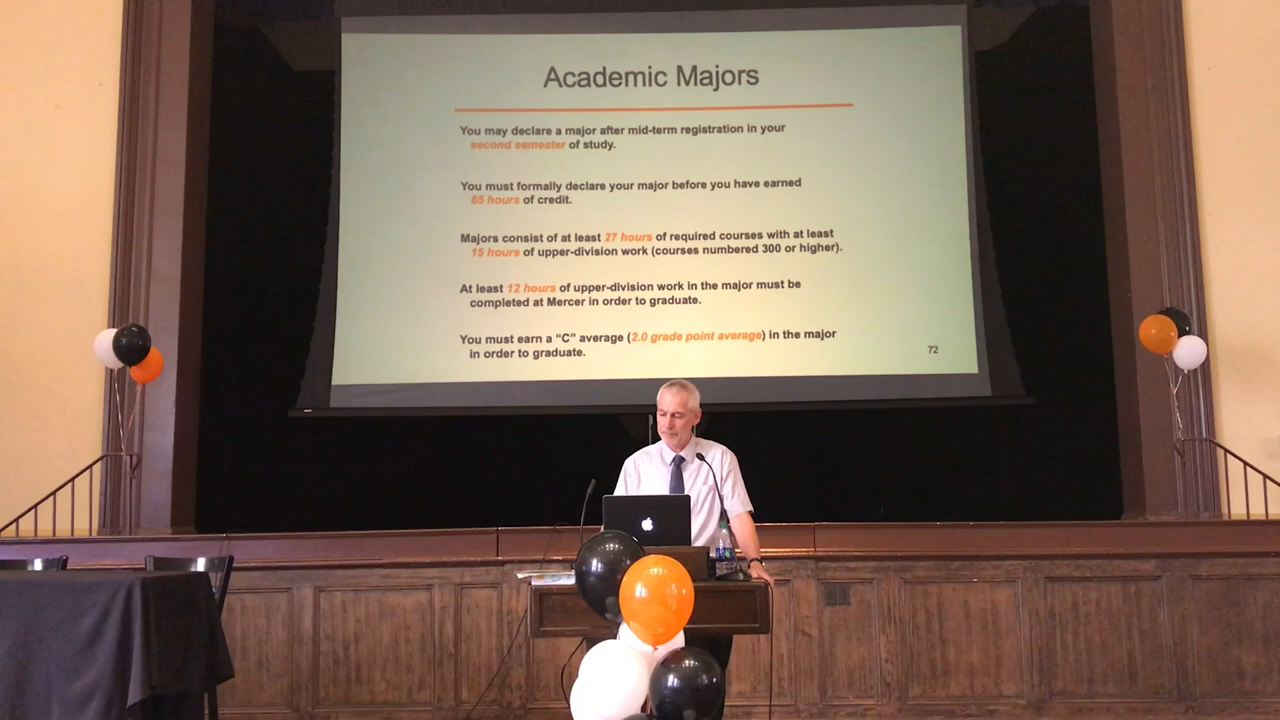 Academic Majors
You may declare a major after mid-term registration in your
second semester of study.
You must formally declare your major before you have earned
65 hours of credit.
Majors consist of at least 27 hours of required courses with at least
15 hours of upper-division work (courses numbered 300 or higher).
At least 12 hours of upper-division work in the major must be
completed at Mercer in order to graduate.
You must earn a “C” average (2.0 grade point average) in the major
in order to graduate.
72